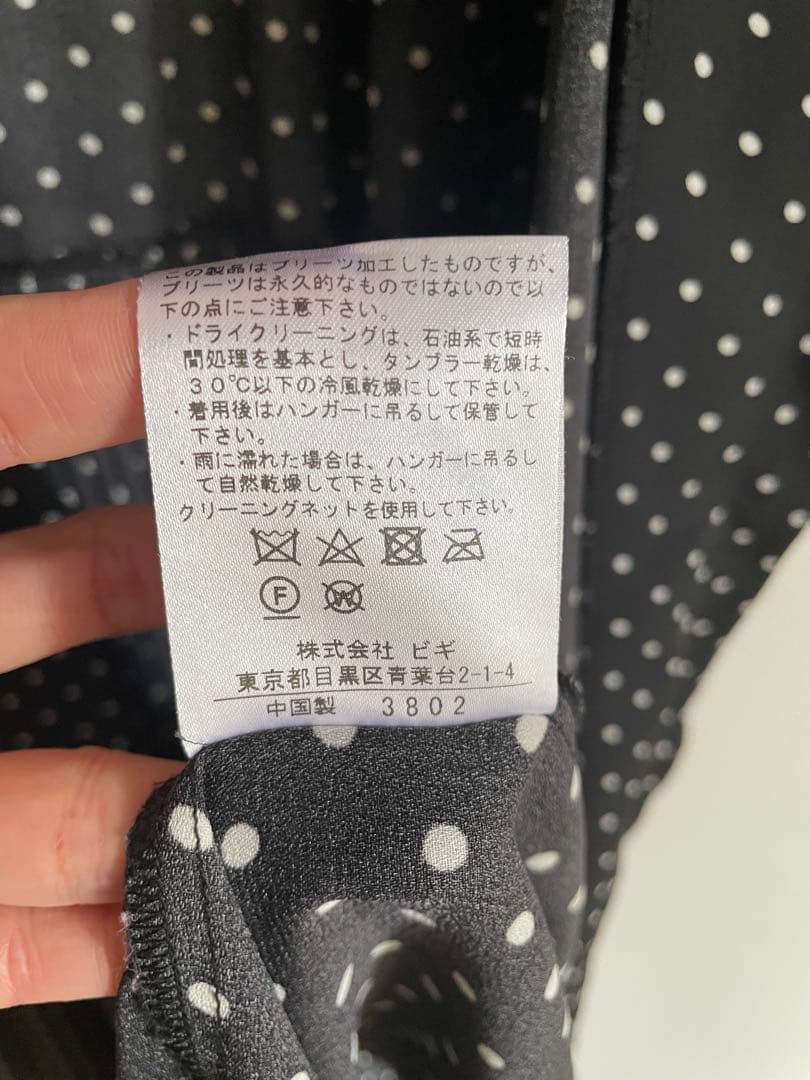 この製品はプリーツ加工したものですが、
プリーツは永久的なものではないので以
下の点にご注意下さい。
・ドライクリーニングは、石油系で短時
間処理を基本とし、タンブラー乾燥は、
30℃以下の冷風乾燥にして下さい。
・着用後はハンガーに吊るして保管して
下さい。
・雨に濡れた場合は、ハンガーに吊るし
て自然乾燥して下さい。
クリーニングネットを使用して下さい。
F W
株式会社 ビギ
東京都目黒区青葉台2-1-4
中国製 3802